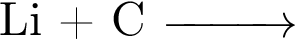 Li + C ⟶